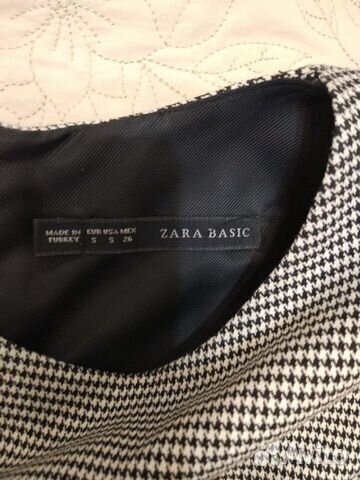 MADE IN EUR USA MEX
TURKEY S S 26
ZARA BASIC